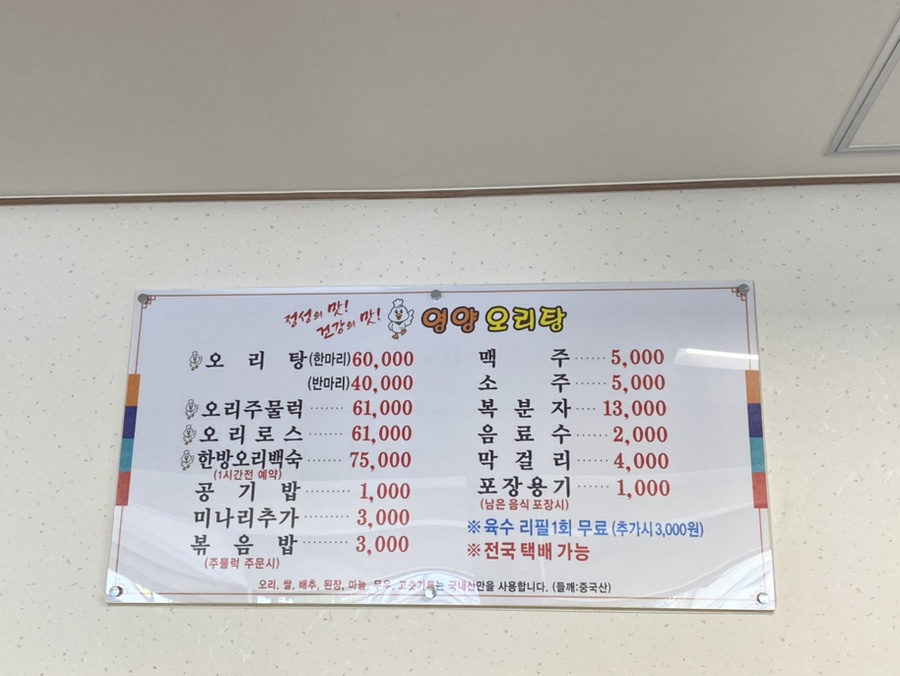 정성의 맛!
건강의 맛!
영양 오리탕
오리탕(한마리)60,000
(반마리)40,000
오리주물럭 ······· 61,000
오리로스 ······· 61,000
한방오리백숙 ······ 75,000
(1시간전 예약)
공기밥 ········· 1,000
미나리추가 ········ 3,000
볶음밥 ········· 3,000
(주물럭 주문시)
맥주 ······ 5,000
소주 ······ 5,000
복분자 ···· 13,000
음료수 ······ 2,000
막걸리 ······ 4,000
포장용기 ······ 1,000
(남은 음식 포장시)
※육수 리필1회 무료 (추가시3,000원)
※전국 택배 가능
오리, 쌀, 배추, 된장, 마늘, 무우, 고춧가루는 국내산만을 사용합니다. (들깨:중국산)